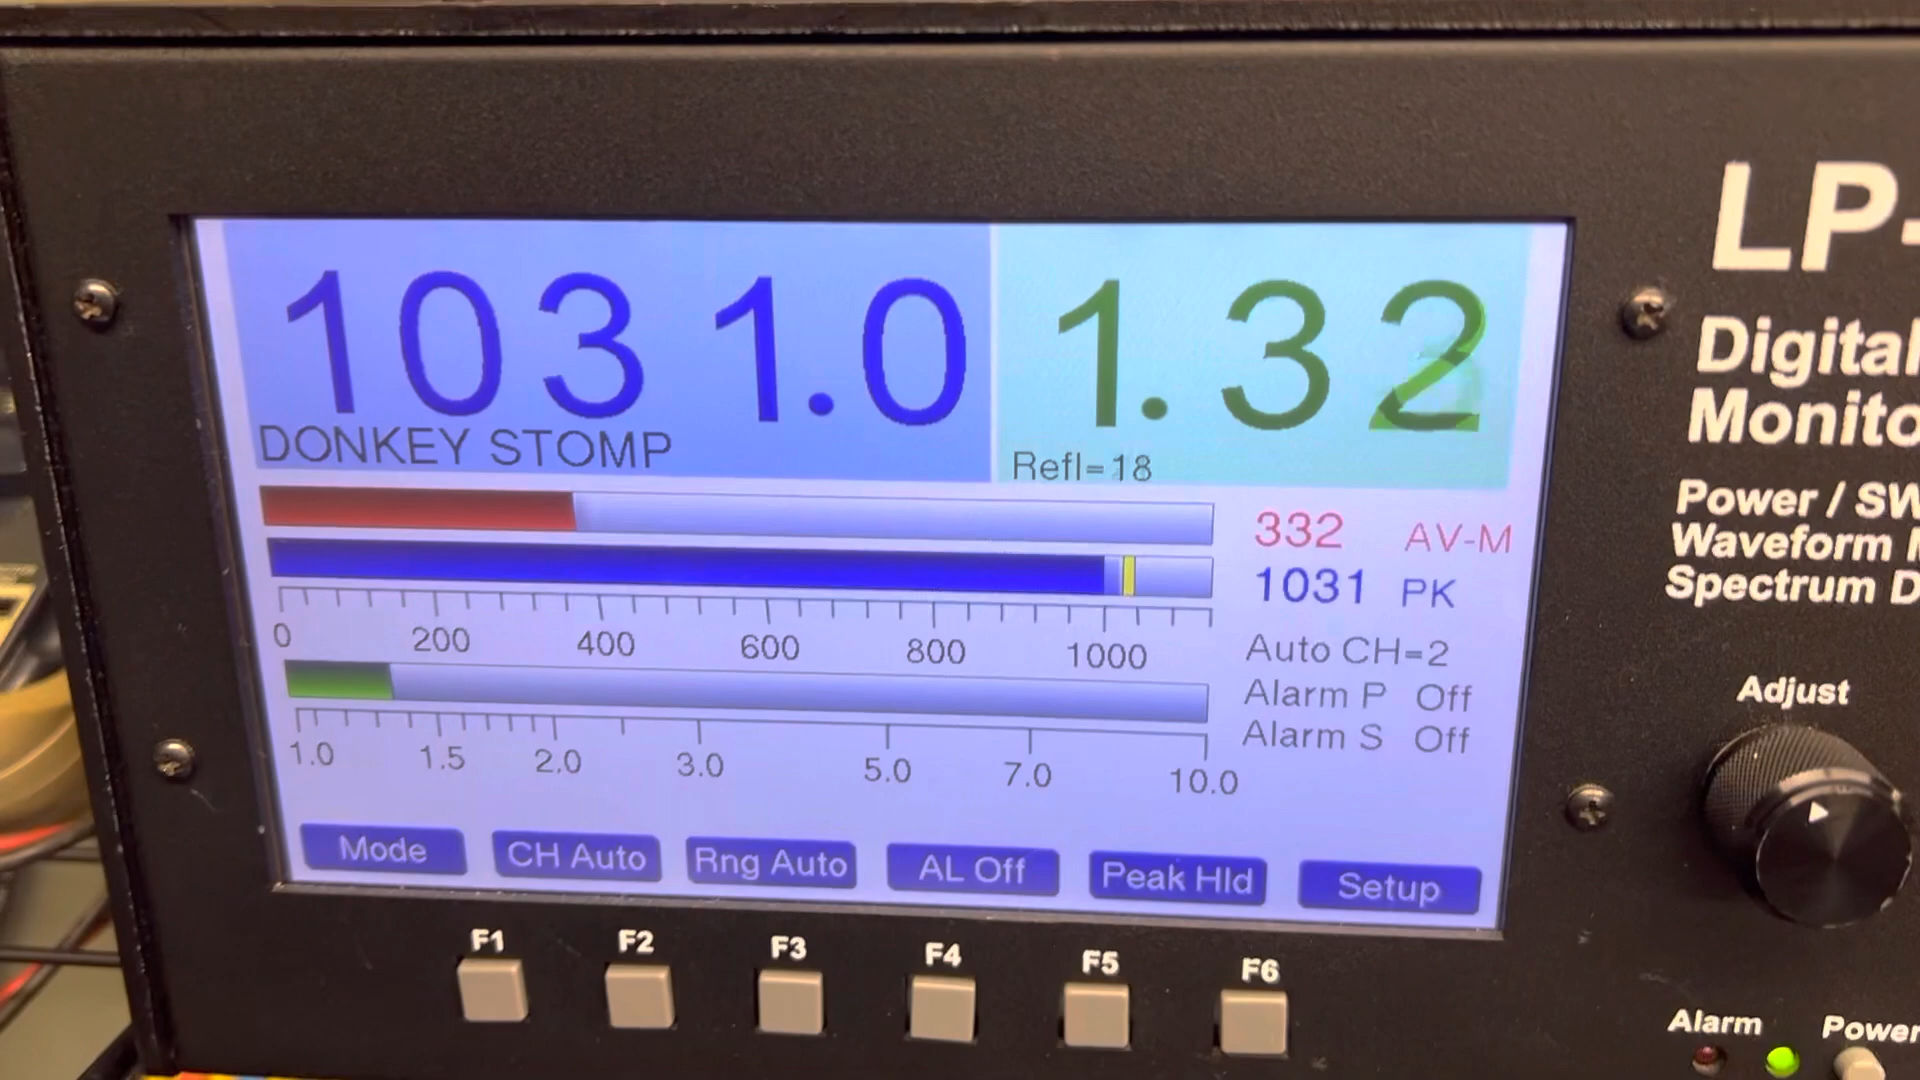 1031.0
1.32
DONKEY STOMP
Refl=18
332 AV-M
1031 PK
0 200 400 600 800 1000
Auto CH=2
Alarm P Off
Alarm S Off
1.0 1.5 2.0 3.0 5.0 7.0 10.0
Mode CH Auto Rng Auto AL Off Peak Hld Setup
F1 F2 F3 F4 F5 F6
LP-
Digital
Monito
Power / SW
Waveform
Spectrum D
Adjust
Alarm Power